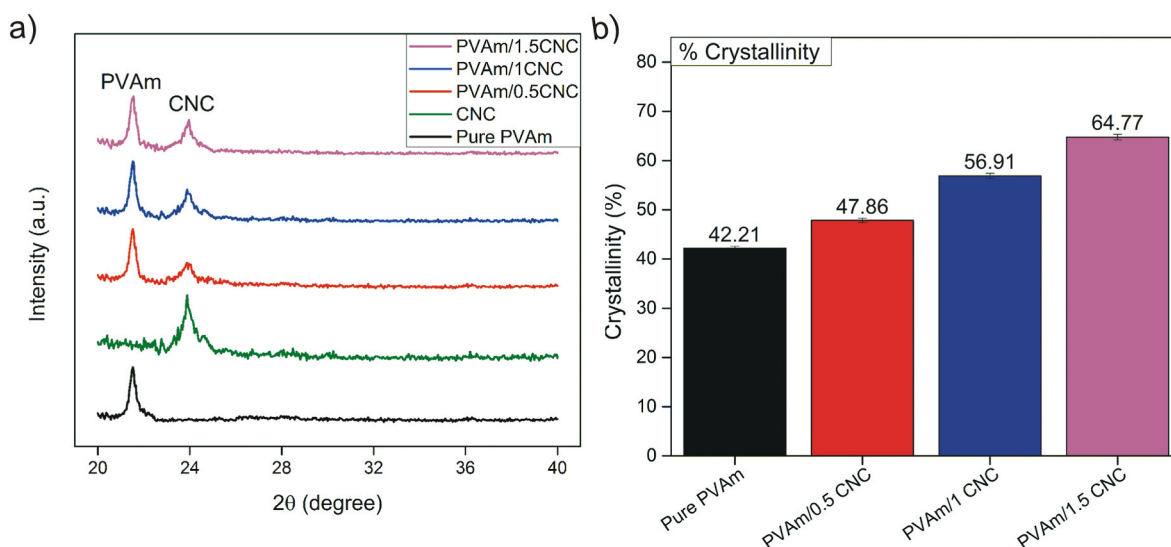 a)
PVAm/1.5CNC
PVAm/1CNC
PVAm/0.5CNC
CNC
Pure PVAm
PVAm
CNC
Intensity (a.u.)
20 24 28 32 36 40
2θ (degree)
b)
% Crystallinity
80
70
60
50
40
30
20
10
0
Crystallinity (%)
42.21
47.86
56.91
64.77
Pure PVAm
PVAm/0.5 CNC
PVAm/1 CNC
PVAm/1.5 CNC